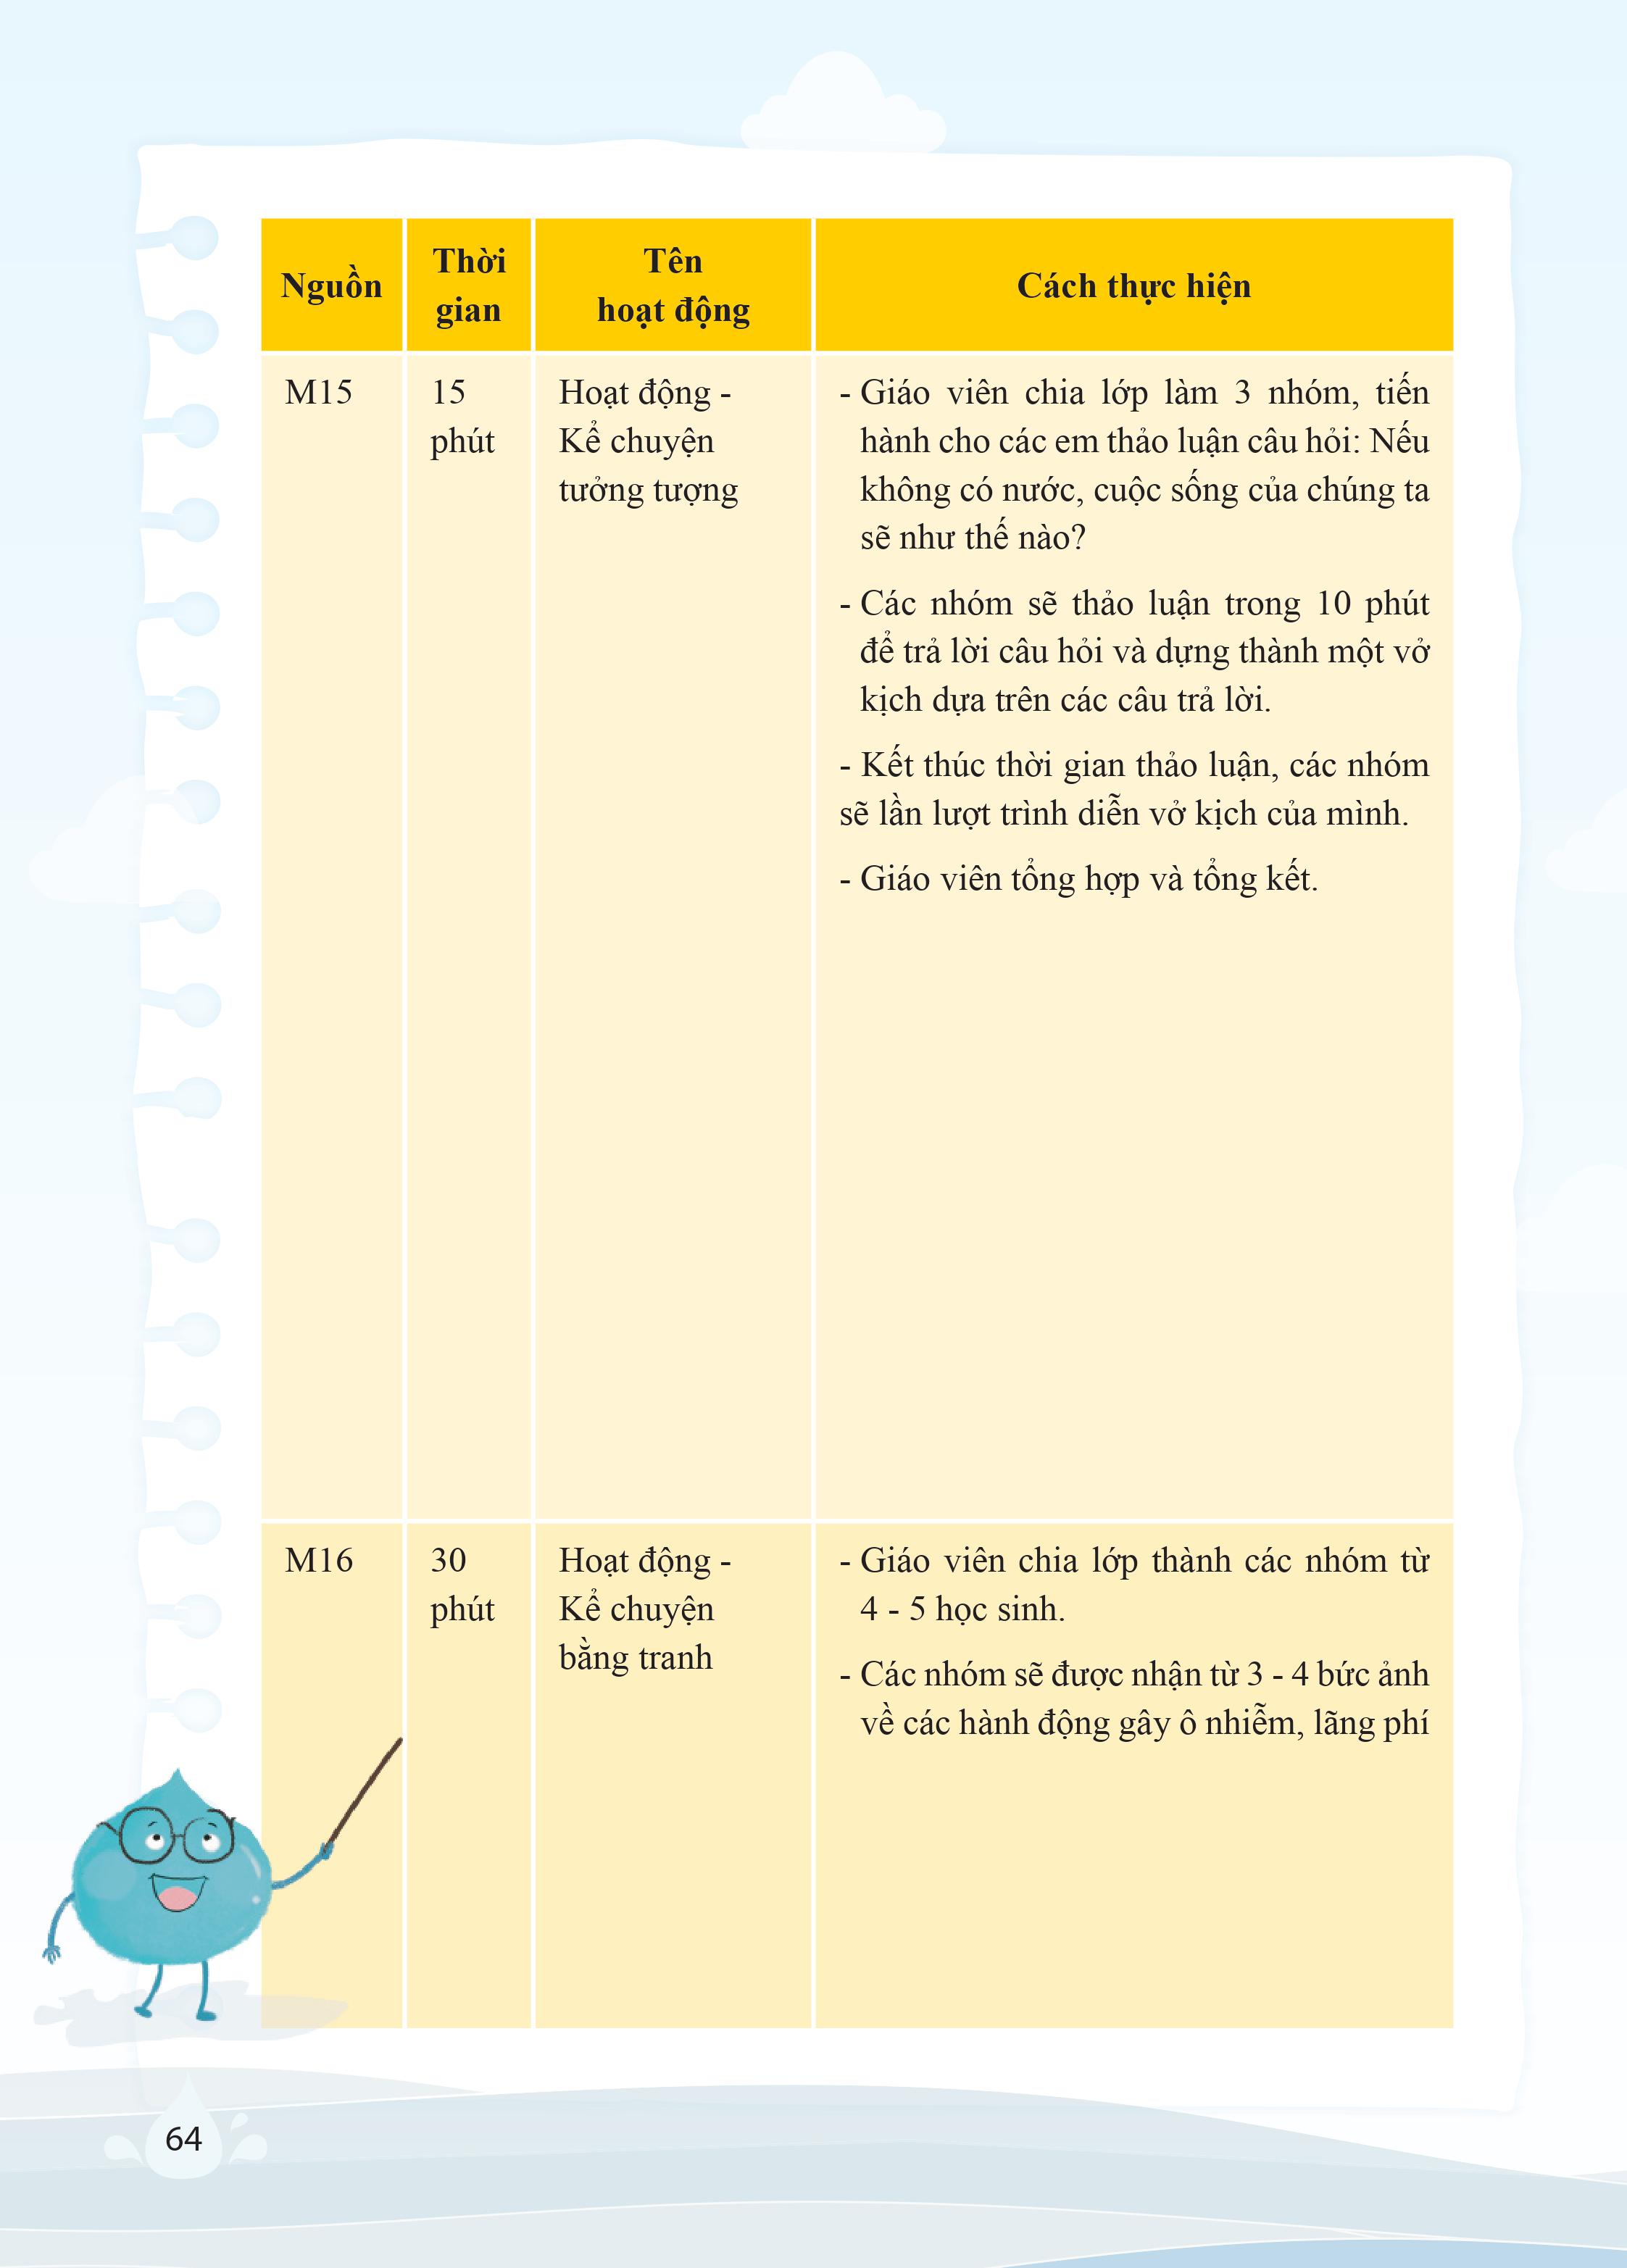 Nguồn
Thời
gian
Tên
hoạt động
Cách thực hiện
M15
15
phút
Hoạt động -
Kể chuyện
tưởng tượng
- Giáo viên chia lớp làm 3 nhóm, tiến
hành cho các em thảo luận câu hỏi: Nếu
không có nước, cuộc sống của chúng ta
sẽ như thế nào?
- Các nhóm sẽ thảo luận trong 10 phút
để trả lời câu hỏi và dựng thành một vở
kịch dựa trên các câu trả lời.
- Kết thúc thời gian thảo luận, các nhóm
sẽ lần lượt trình diễn vở kịch của mình.
- Giáo viên tổng hợp và tổng kết.
M16
30
phút
Hoạt động -
Kể chuyện
bằng tranh
- Giáo viên chia lớp thành các nhóm từ
4 - 5 học sinh.
- Các nhóm sẽ được nhận từ 3 - 4 bức ảnh
về các hành động gây ô nhiễm, lãng phí
64